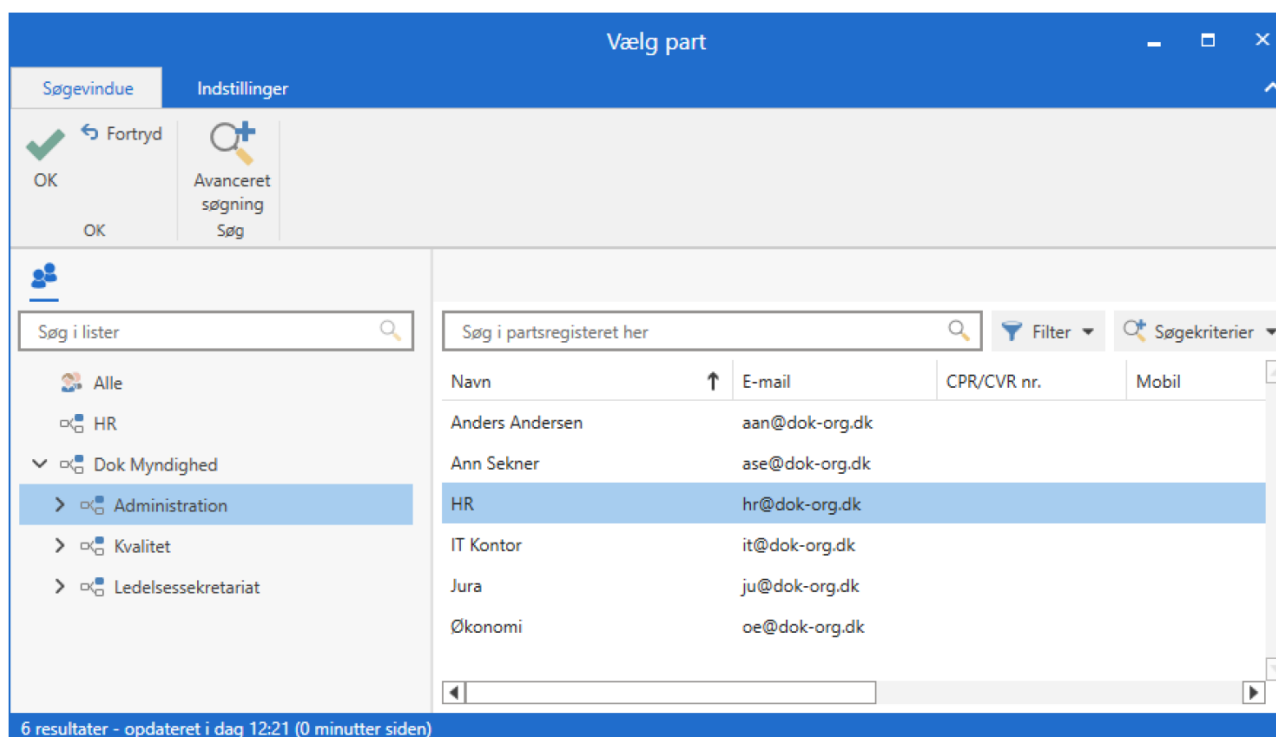 Vælg part
Søgevindue Indstillinger
OK
Fortryd
OK
Avanceret
søgning
Søg
Søg i lister
Alle
HR
Dok Myndighed
Administration
Kvalitet
Ledelsessekretariat
Søg i partsregisteret her Filter Søgekriterier
Navn E-mail CPR/CVR nr. Mobil
Anders Andersen aan@dok-org.dk
Ann Sekner ase@dok-org.dk
HR hr@dok-org.dk
IT Kontor it@dok-org.dk
Jura ju@dok-org.dk
Økonomi oe@dok-org.dk
6 resultater - opdateret i dag 12:21 (0 minutter siden)